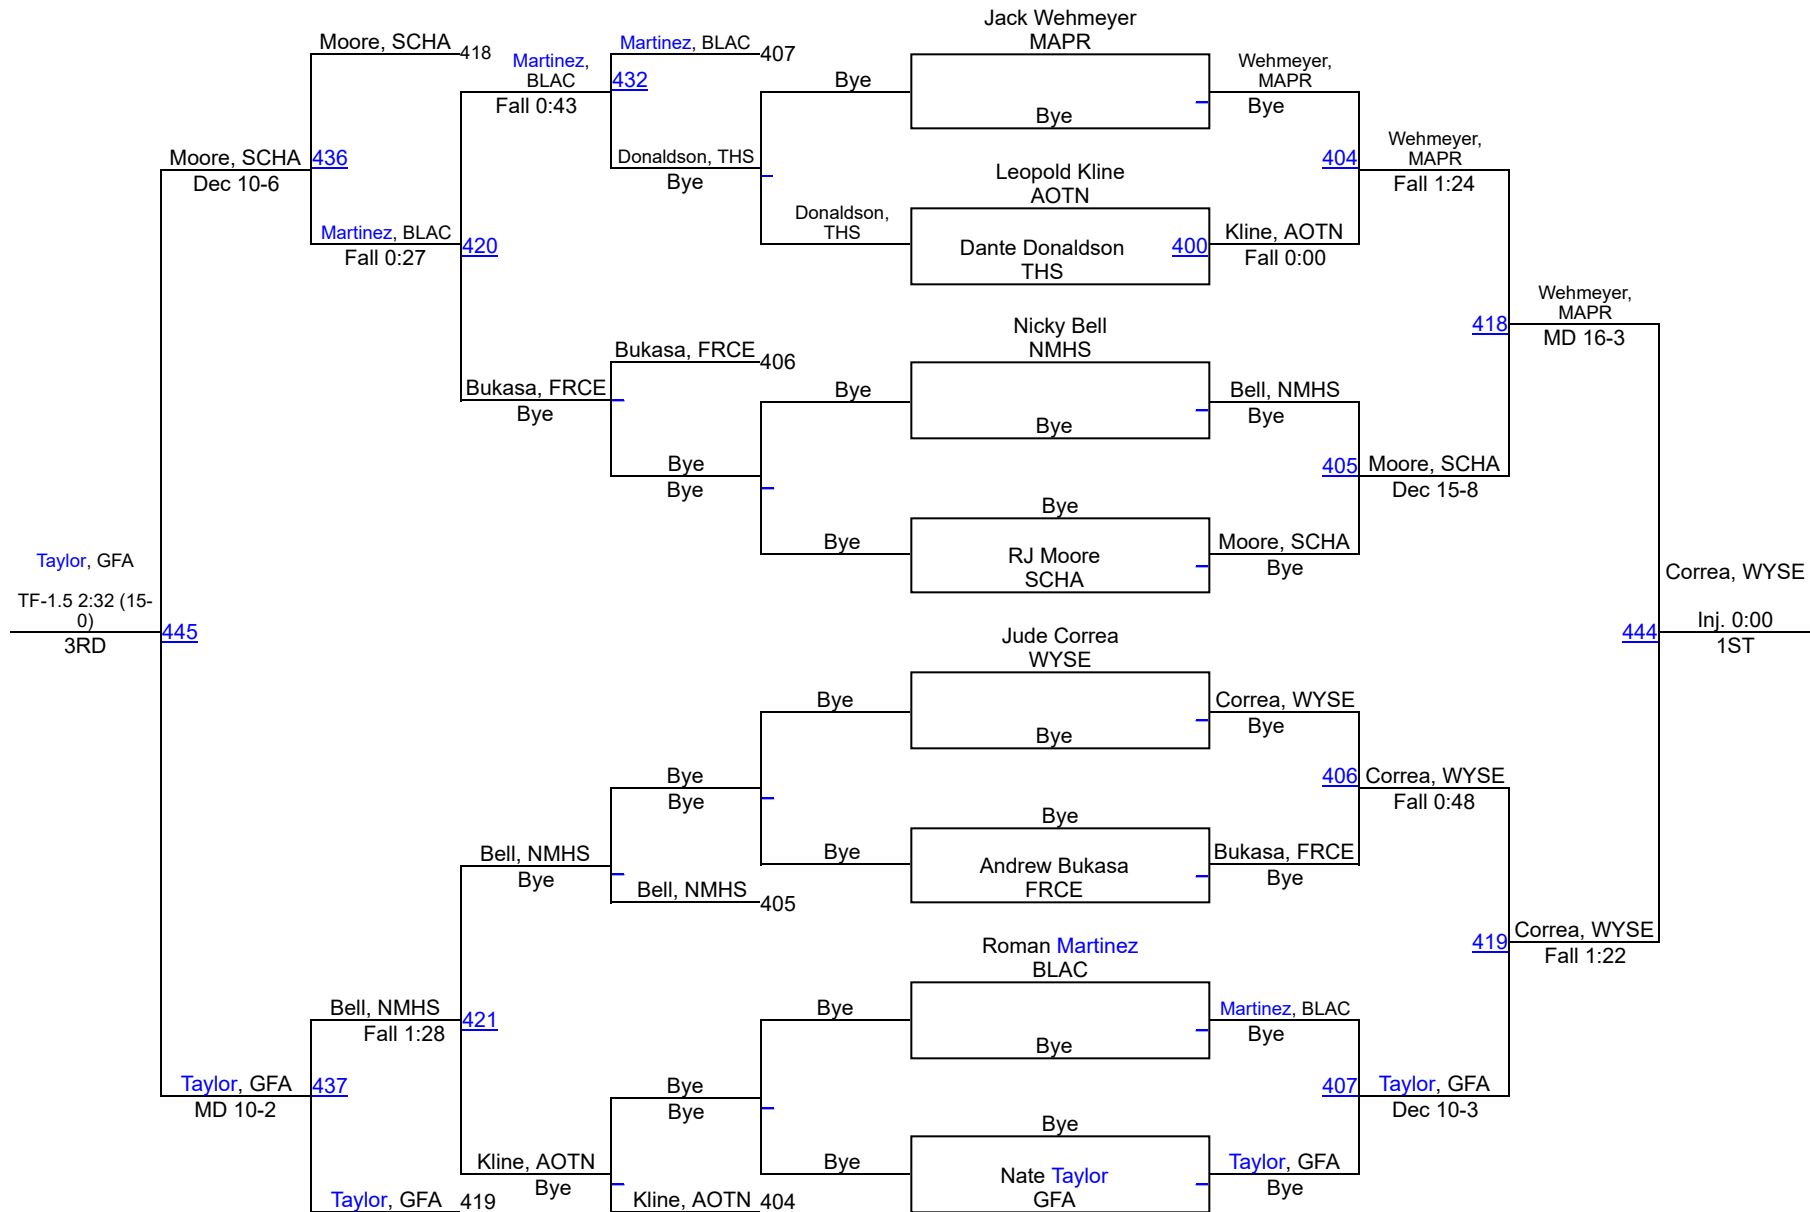 Jack Wehmeyer
MAPR
Bye
Bye
Wehmeyer,
MAPR
Bye
Leopold Kline
AOTN
Dante Donaldson
THS
400
Donaldson,
THS
Kline, AOTN
Fall 0:00
404
Wehmeyer,
MAPR
Fall 1:24
Nicky Bell
NMHS
Bye
Bye
Bell, NMHS
Bye
Bye
RJ Moore
SCHA
Bye
Moore, SCHA
Bye
405
Moore, SCHA
Dec 15-8
418
Wehmeyer,
MAPR
MD 16-3
Jude Correa
WYSE
Bye
Bye
Correa, WYSE
Bye
Bye
Andrew Bukasa
FRCE
Bye
Bukasa, FRCE
Bye
406
Correa, WYSE
Fall 0:48
Roman Martinez
BLAC
Bye
Bye
Martinez, BLAC
Bye
Bye
Nate Taylor
GFA
Bye
Taylor, GFA
Bye
407
Taylor, GFA
Dec 10-3
419
Correa, WYSE
Fall 1:22
444
Correa, WYSE
Inj. 0:00
1ST
Martinez, BLAC
407
Donaldson, THS
Bye
432
Martinez,
BLAC
Fall 0:43
Bukasa, FRCE
406
Bye
Bye
Bukasa, FRCE
Bye
420
Martinez, BLAC
Fall 0:27
Moore, SCHA
418
436
Moore, SCHA
Dec 10-6
Bye
Bye
Bell, NMHS
405
Bell, NMHS
Bye
Bye
Bye
Kline, AOTN
404
Kline, AOTN
Bye
421
Bell, NMHS
Fall 1:28
Taylor, GFA
419
437
Taylor, GFA
MD 10-2
445
Taylor, GFA
TF-1.5 2:32 (15-
0)
3RD